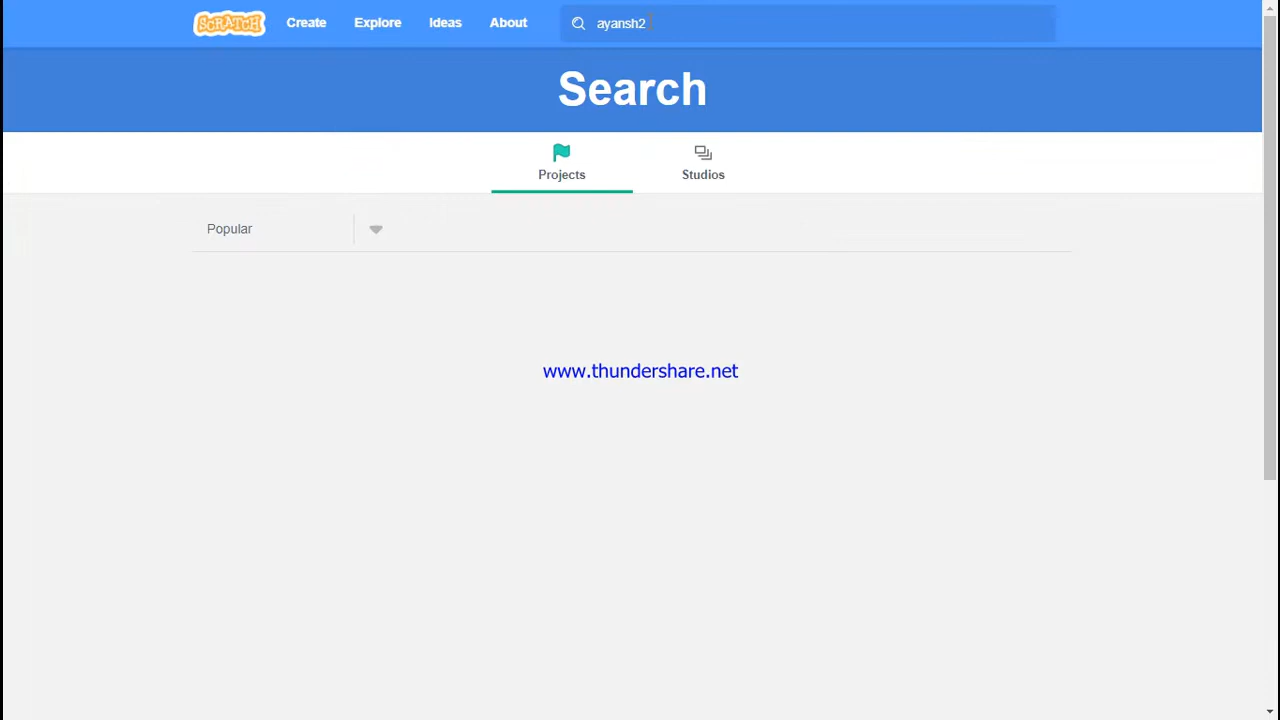 SCRATCH Create Explore Ideas About ayansh2
Search
Projects Studios
Popular
www.thundershare.net